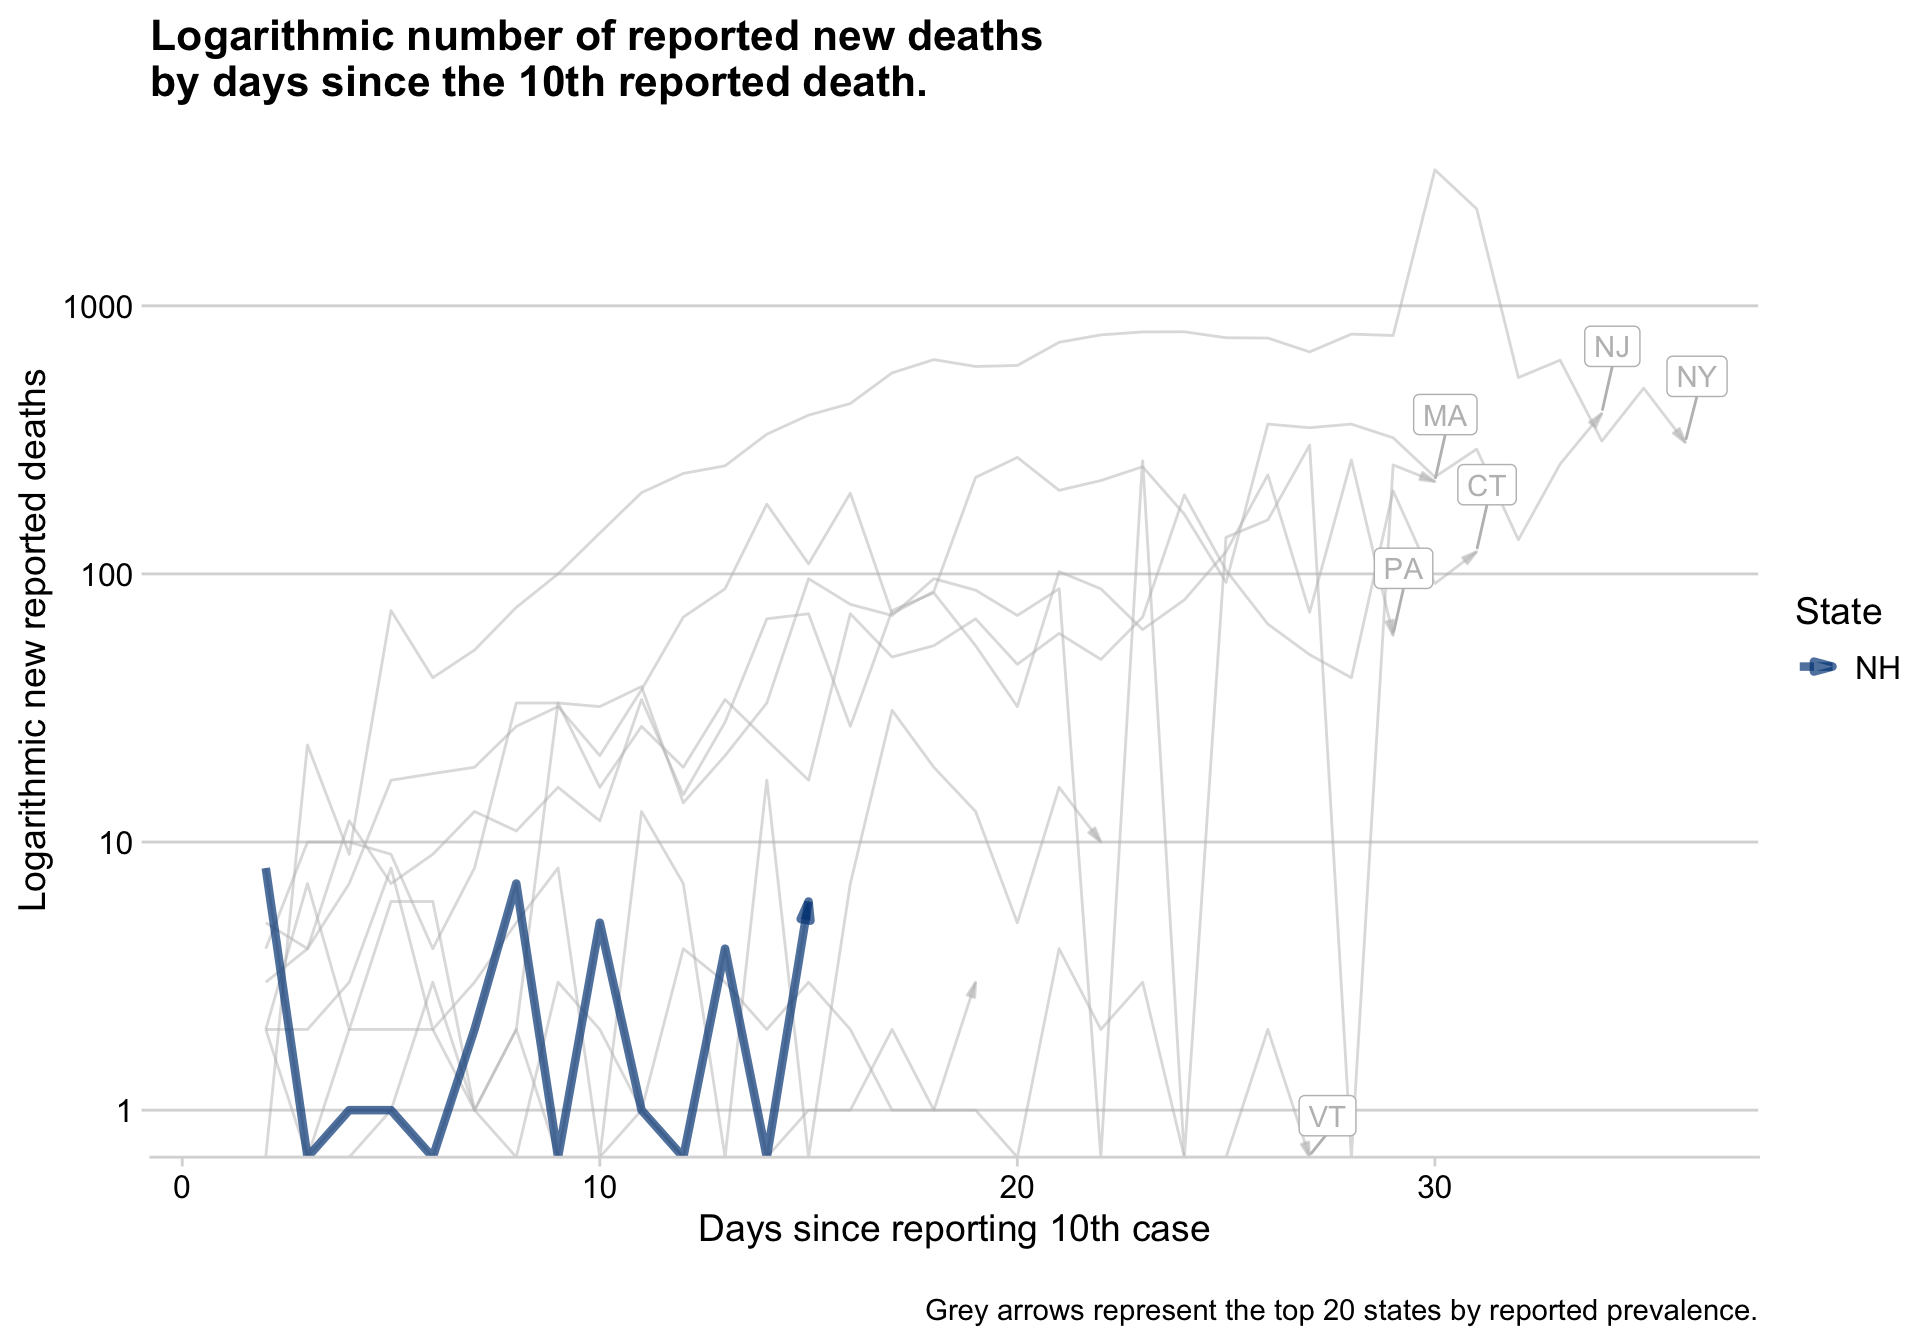 Logarithmic number of reported new deaths
by days since the 10th reported death.
Logarithmic new reported deaths
1000
100
10
1
NJ
NY
MA
CT
PA
VT
State
NH
0
10
20
30
Days since reporting 10th case
Grey arrows represent the top 20 states by reported prevalence.